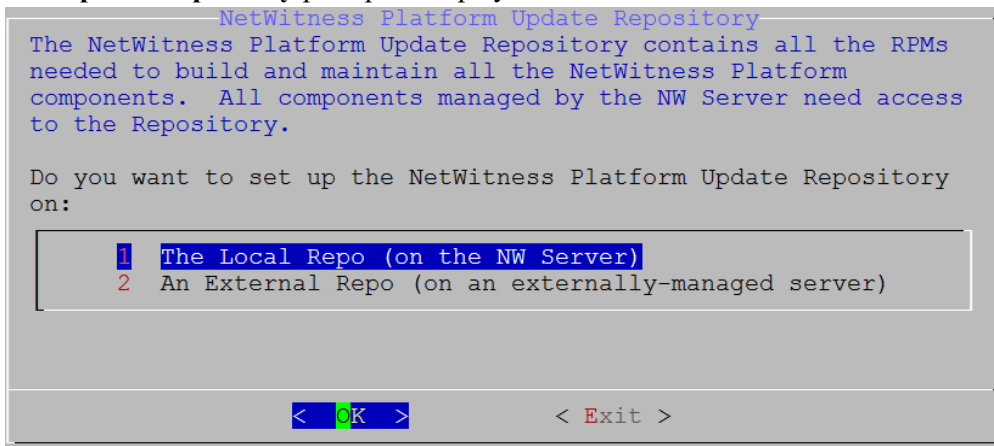 NetWitness Platform Update Repository
The NetWitness Platform Update Repository contains all the RPMs
needed to build and maintain all the NetWitness Platform
components.  All components managed by the NW Server need access
to the Repository.
Do you want to set up the NetWitness Platform Update Repository
on:
1  The Local Repo (on the NW Server)
2  An External Repo (on an externally-managed server)
<  OK  >          < Exit >